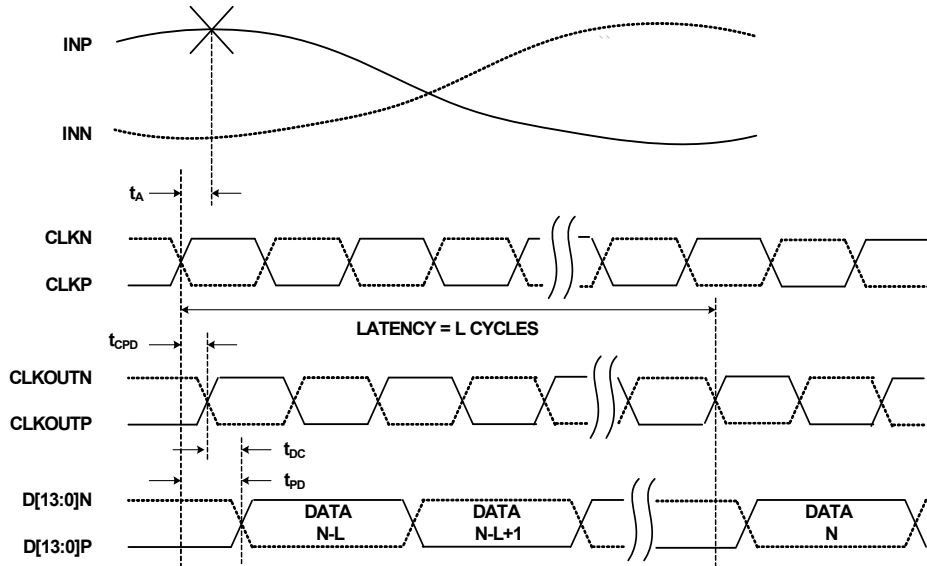 INP
INN
tA
CLKN
CLKP
LATENCY = L CYCLES
tCPD
CLKOUTN
CLKOUTP
tDC
tPD
D[13:0]N
D[13:0]P
DATA
N-L
DATA
N-L+1
DATA
N